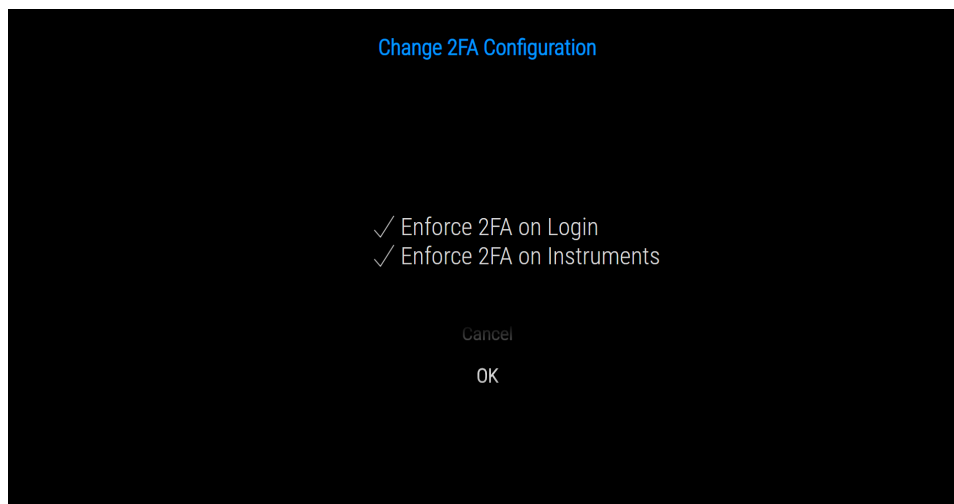 Change 2FA Configuration
Enforce 2FA on Login
Enforce 2FA on Instruments
Cancel
OK